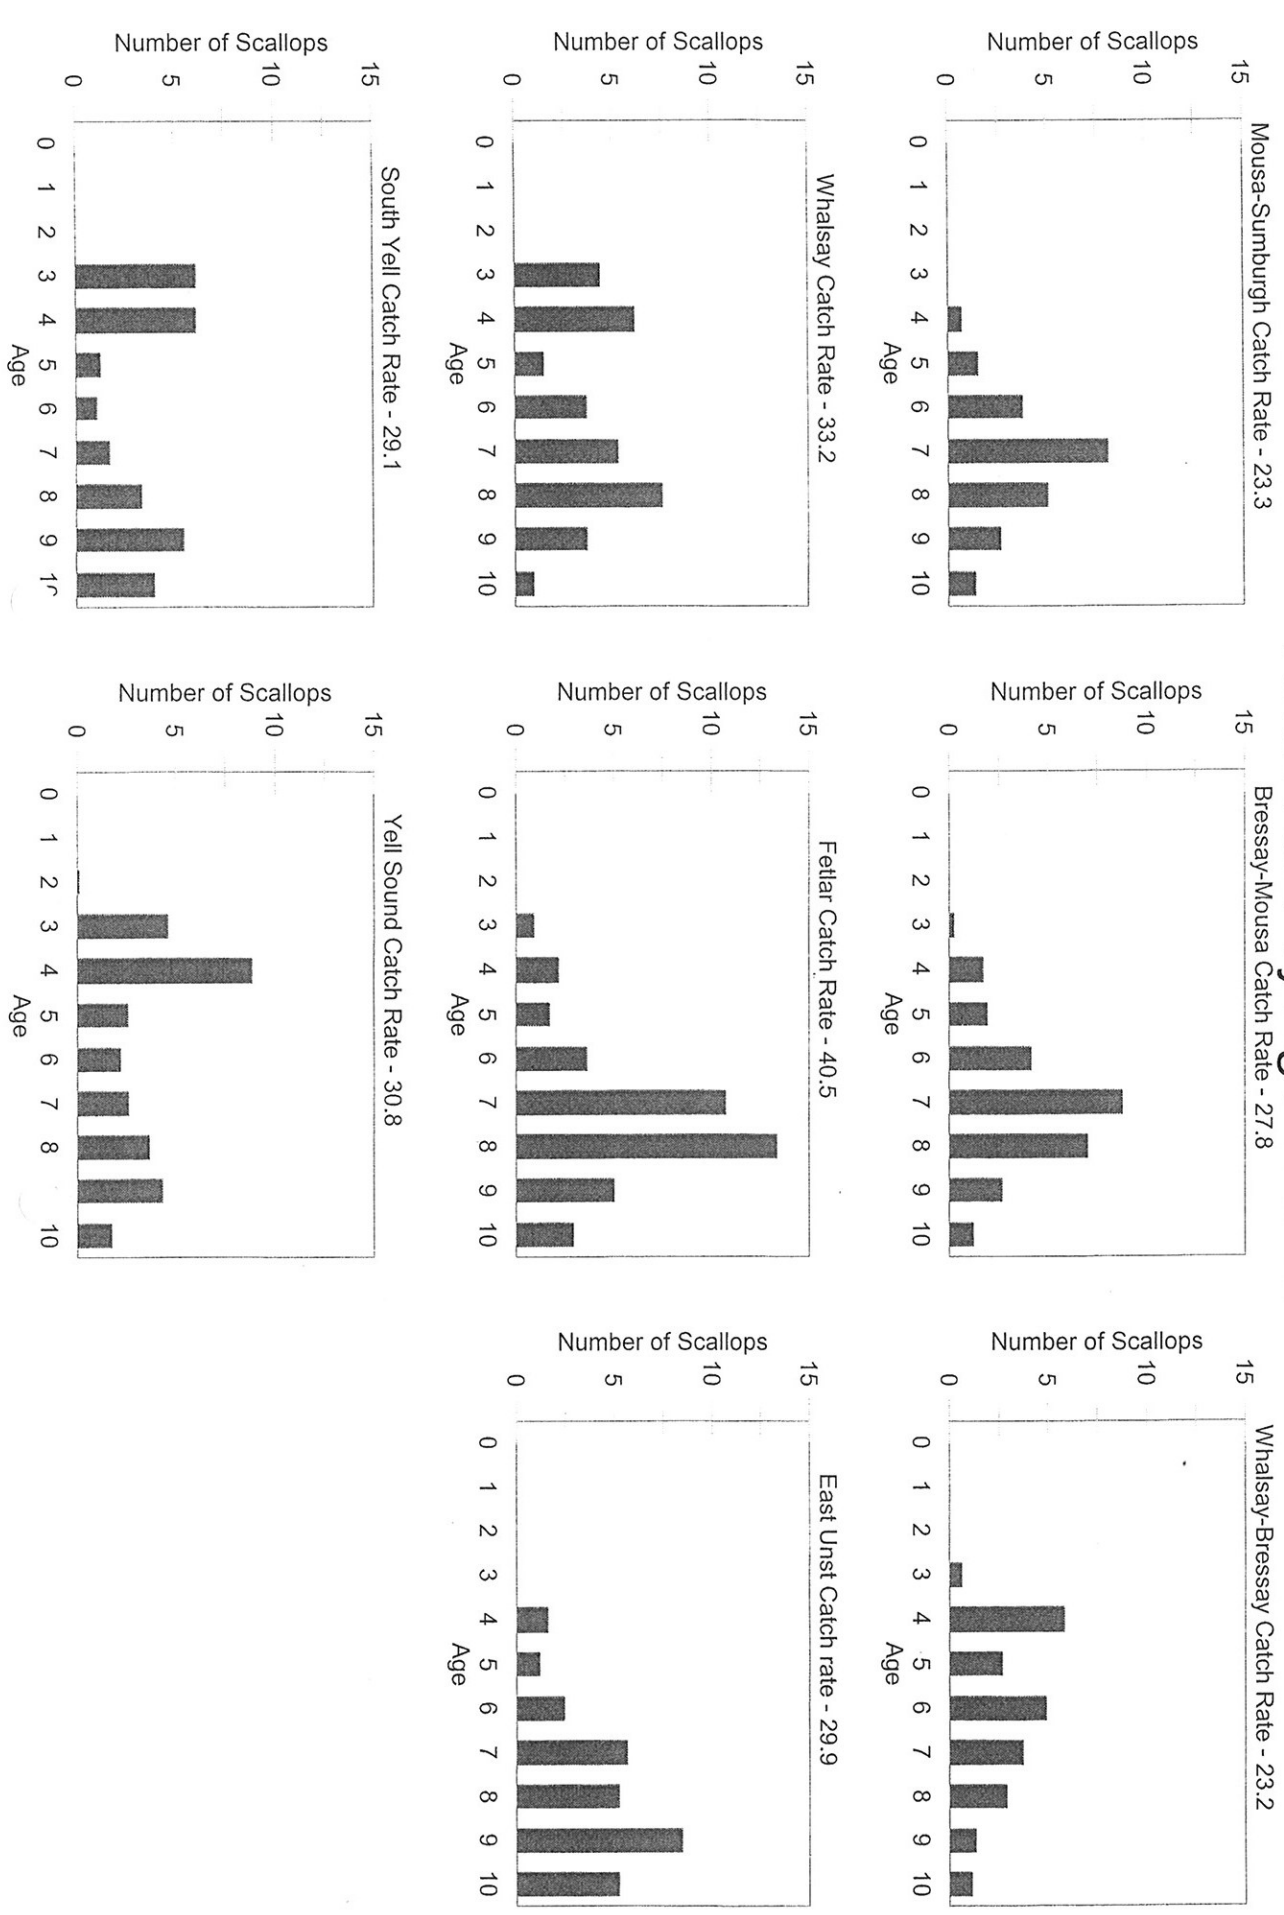 Mousa-Sumburgh Catch Rate - 23.3
Number of Scallops
15
10
5
0
0 1 2 3 4 5 6 7 8 9 10
Age
Bressay-Mousa Catch Rate - 27.8
Number of Scallops
15
10
5
0
0 1 2 3 4 5 6 7 8 9 10
Age
Whalsay-Bressay Catch Rate - 23.2
Number of Scallops
15
10
5
0
0 1 2 3 4 5 6 7 8 9 10
Age
Whalsay Catch Rate - 33.2
Number of Scallops
15
10
5
0
0 1 2 3 4 5 6 7 8 9 10
Age
Fetlar Catch Rate - 40.5
Number of Scallops
15
10
5
0
0 1 2 3 4 5 6 7 8 9 10
Age
East Unst Catch rate - 29.9
Number of Scallops
15
10
5
0
0 1 2 3 4 5 6 7 8 9 10
Age
South Yell Catch Rate - 29.1
Number of Scallops
15
10
5
0
0 1 2 3 4 5 6 7 8 9
Age
Yell Sound Catch Rate - 30.8
Number of Scallops
15
10
5
0
0 1 2 3 4 5 6 7 8 10
Age